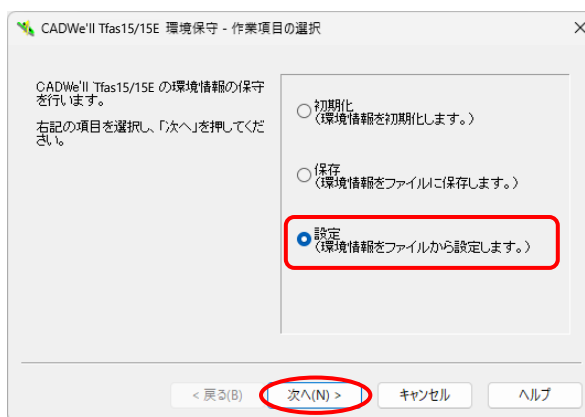 CADWe'll Tfas15/15E 環境保守 - 作業項目の選択
CADWe'll Tfas15/15E の環境情報の保守
を行います。
右記の項目を選択し、「次へ」を押してくだ
さい。
初期化
(環境情報を初期化します。)
保存
(環境情報をファイルに保存します。)
設定
(環境情報をファイルから設定します。)
< 戻る(B)
次へ(N) >
キャンセル
ヘルプ